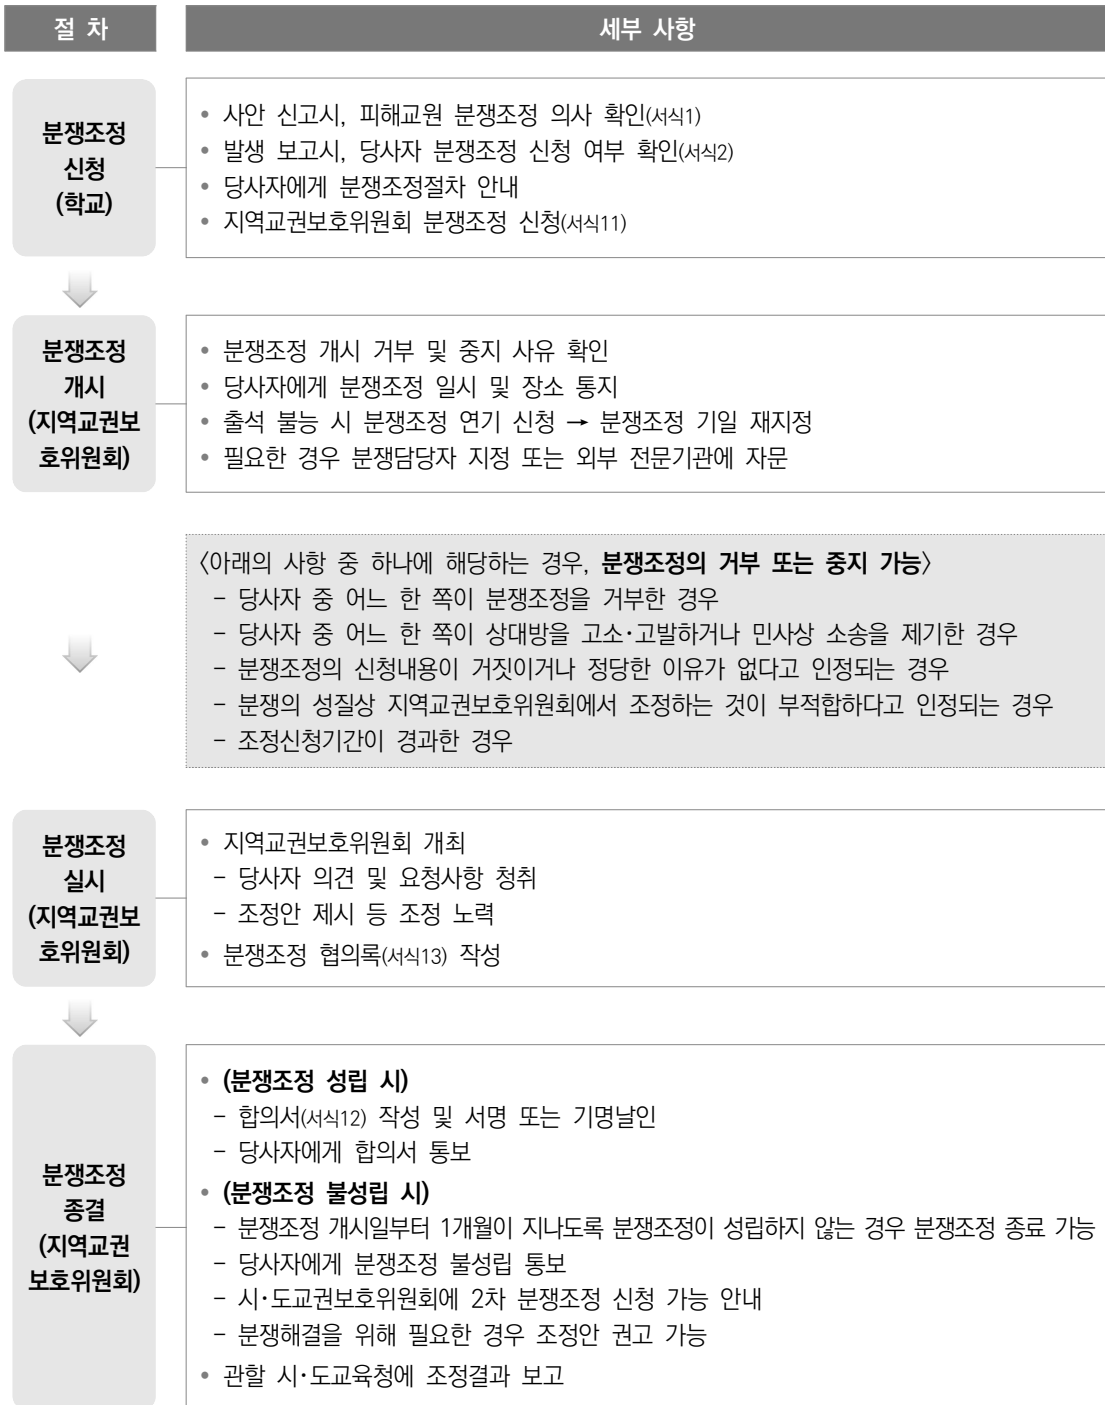 절 차
세부 사항
분쟁조정
신청
(학교)
• 사안 신고시, 피해교원 분쟁조정 의사 확인(서식1)
• 발생 보고시, 당사자 분쟁조정 신청 여부 확인(서식2)
• 당사자에게 분쟁조정절차 안내
• 지역교권보호위원회 분쟁조정 신청(서식11)
분쟁조정
개시
(지역교권보
호위원회)
• 분쟁조정 개시 거부 및 중지 사유 확인
• 당사자에게 분쟁조정 일시 및 장소 통지
• 출석 불능 시 분쟁조정 연기 신청 → 분쟁조정 기일 재지정
• 필요한 경우 분쟁담당자 지정 또는 외부 전문기관에 자문
〈아래의 사항 중 하나에 해당하는 경우, 분쟁조정의 거부 또는 중지 가능〉
- 당사자 중 어느 한 쪽이 분쟁조정을 거부한 경우
- 당사자 중 어느 한 쪽이 상대방을 고소·고발하거나 민사상 소송을 제기한 경우
- 분쟁조정의 신청내용이 거짓이거나 정당한 이유가 없다고 인정되는 경우
- 분쟁의 성질상 지역교권보호위원회에서 조정하는 것이 부적합하다고 인정되는 경우
- 조정신청기간이 경과한 경우
분쟁조정
실시
(지역교권보
호위원회)
• 지역교권보호위원회 개최
- 당사자 의견 및 요청사항 청취
- 조정안 제시 등 조정 노력
• 분쟁조정 협의록(서식13) 작성
분쟁조정
종결
(지역교권
보호위원회)
• (분쟁조정 성립 시)
- 합의서(서식12) 작성 및 서명 또는 기명날인
- 당사자에게 합의서 통보
• (분쟁조정 불성립 시)
- 분쟁조정 개시일부터 1개월이 지나도록 분쟁조정이 성립하지 않는 경우 분쟁조정 종료 가능
- 당사자에게 분쟁조정 불성립 통보
- 시·도교권보호위원회에 2차 분쟁조정 신청 가능 안내
- 분쟁해결을 위해 필요한 경우 조정안 권고 가능
• 관할 시·도교육청에 조정결과 보고